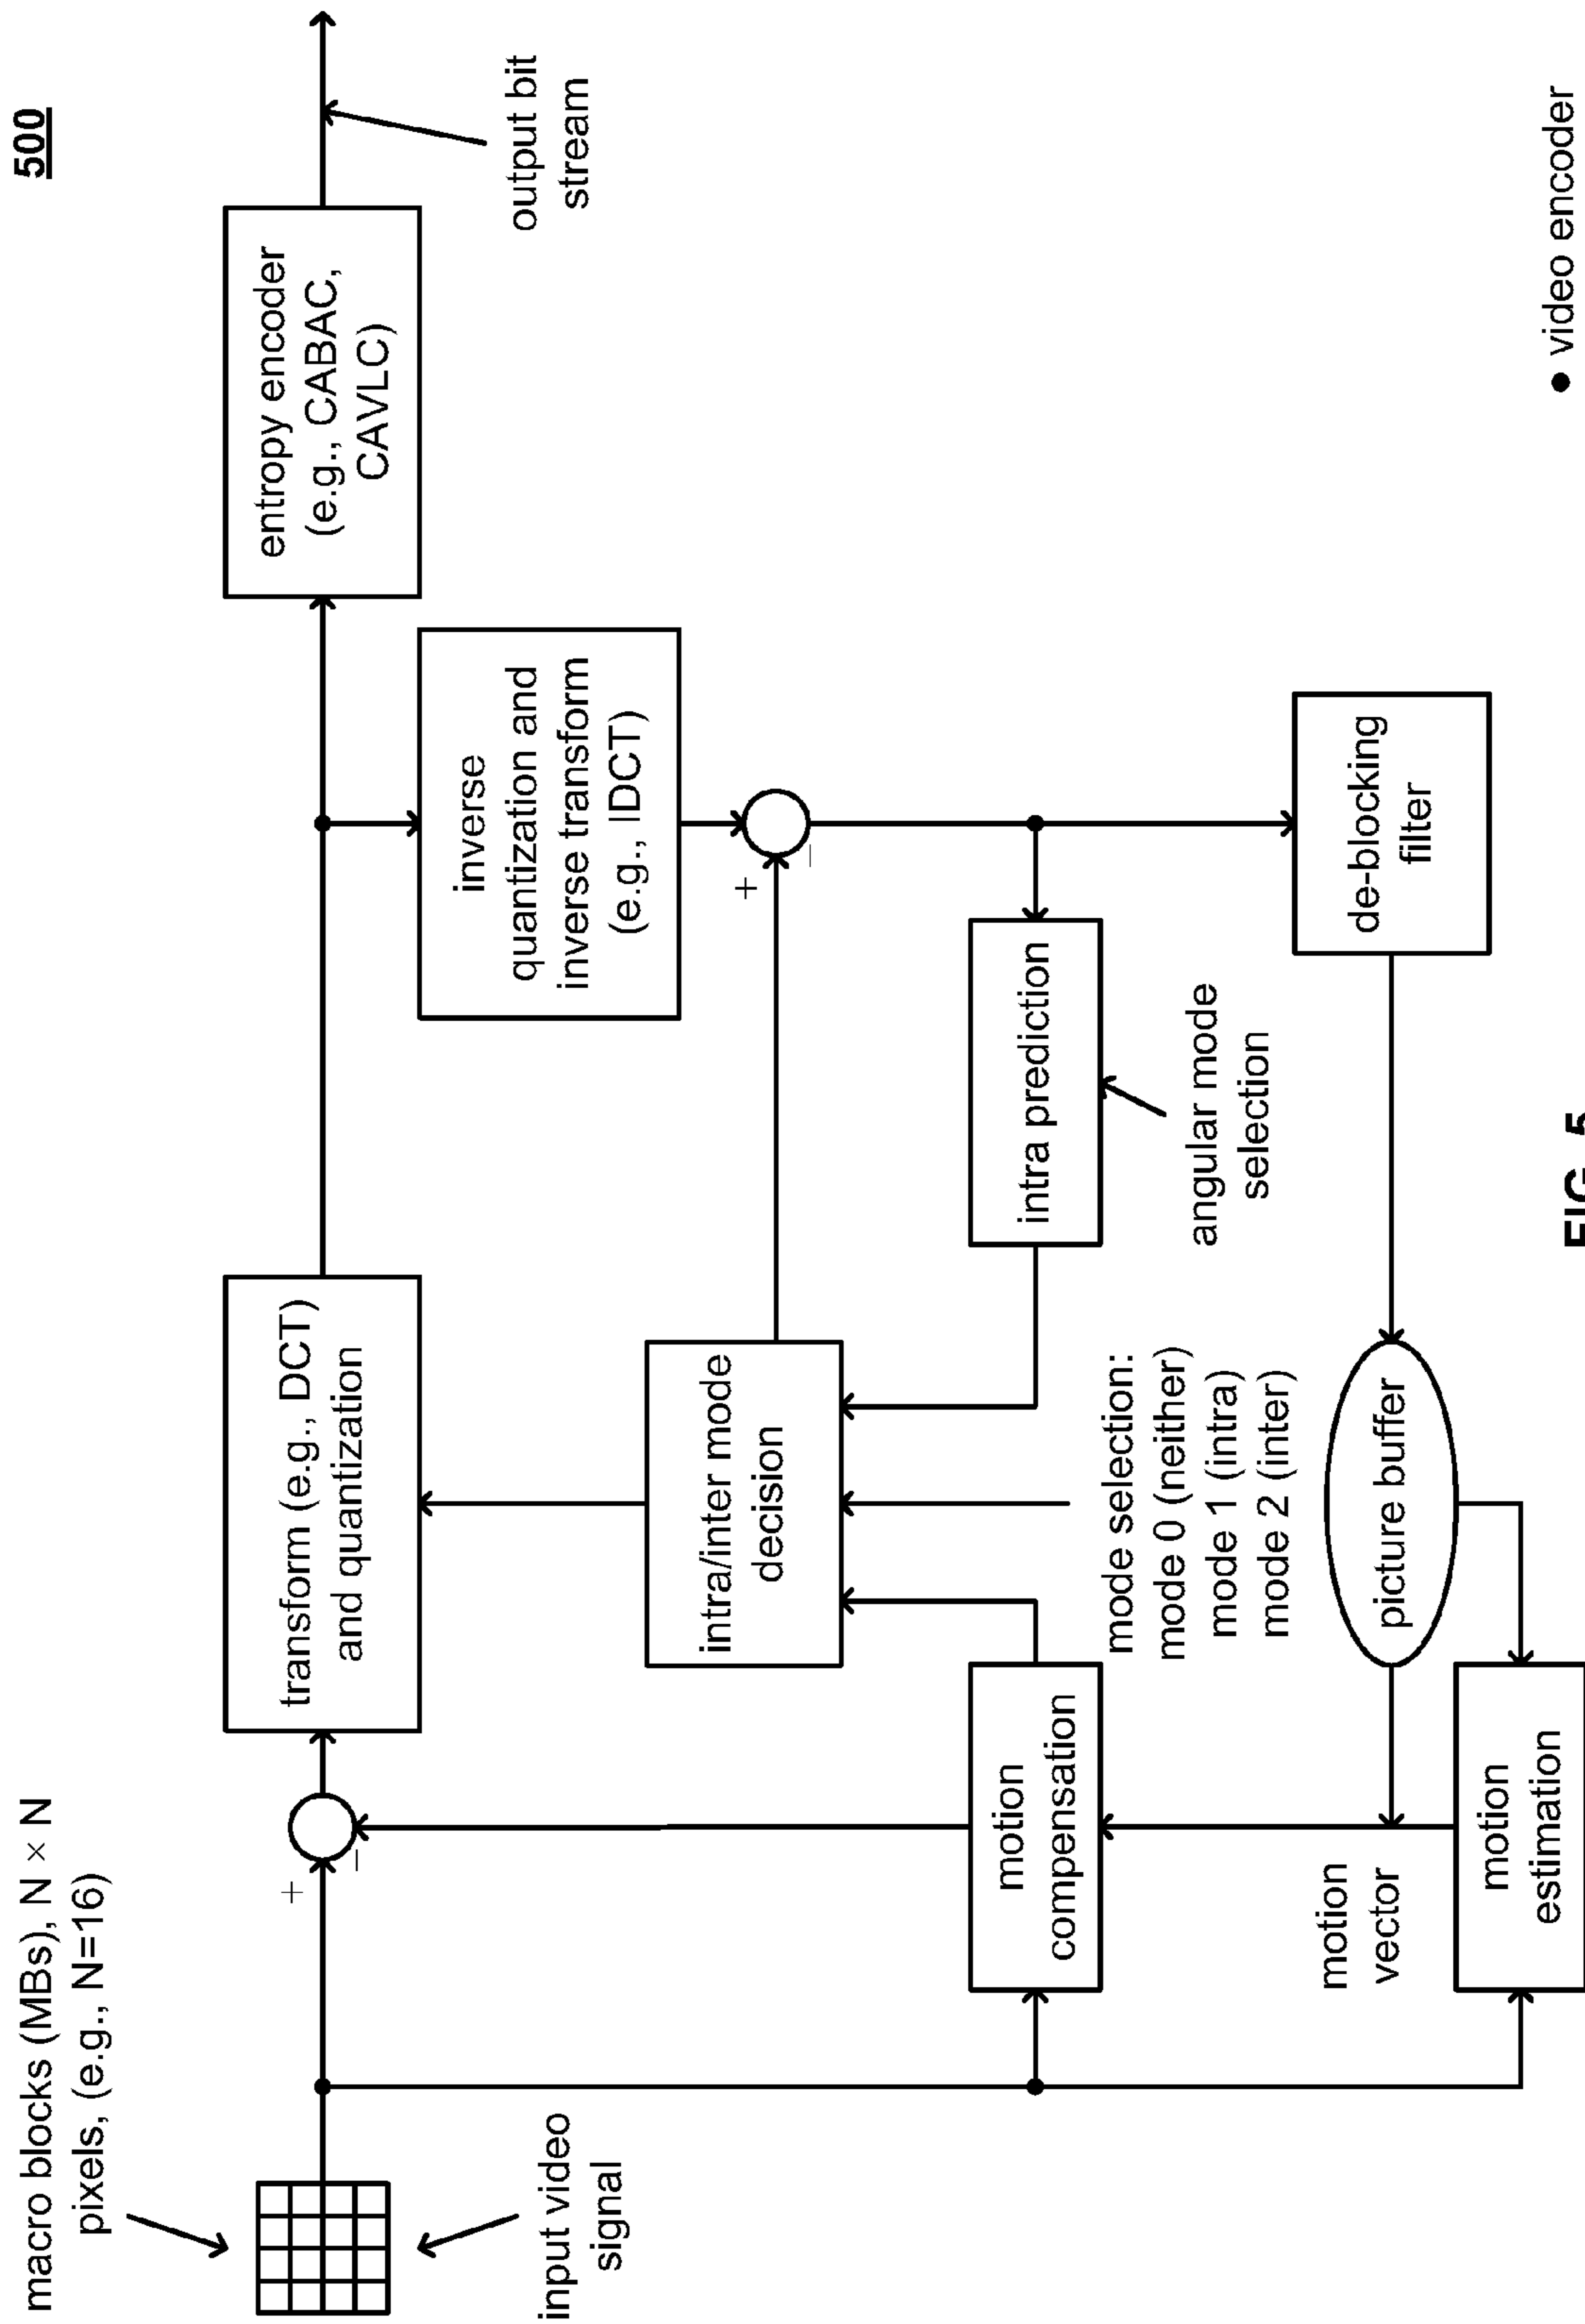 500
macro blocks (MBs), N × N
pixels, (e.g., N=16)
input video
signal
+
−
transform (e.g., DCT)
and quantization
entropy encoder
(e.g., CABAC,
CAVLC)
output bit
stream
inverse
quantization and
inverse transform
(e.g., IDCT)
+
−
intra/inter mode
decision
motion
compensation
intra prediction
angular mode
selection
mode selection:
mode 0 (neither)
mode 1 (intra)
mode 2 (inter)
motion
vector
picture buffer
de-blocking
filter
motion
estimation
• video encoder
FIG. 5